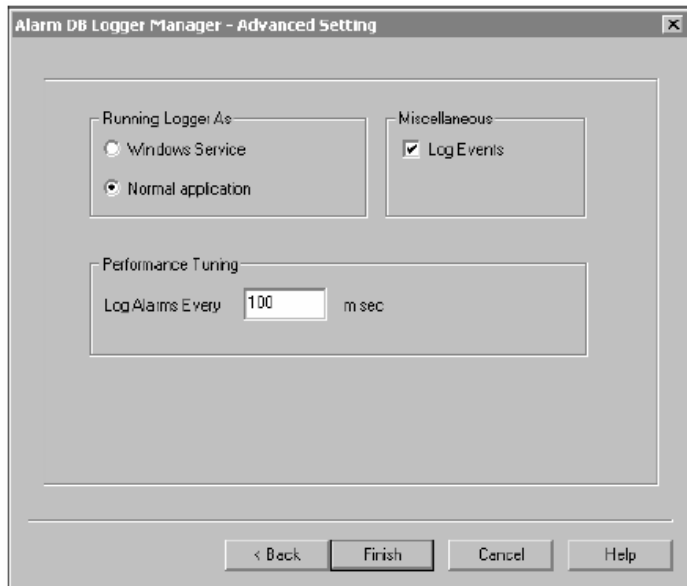 Alarm DB Logger Manager - Advanced Setting
Running Logger As
Miscellaneous
Windows Service
Log Events
Normal application
Performance Tuning
Log Alarms Every 100 m sec
< Back Finish Cancel Help